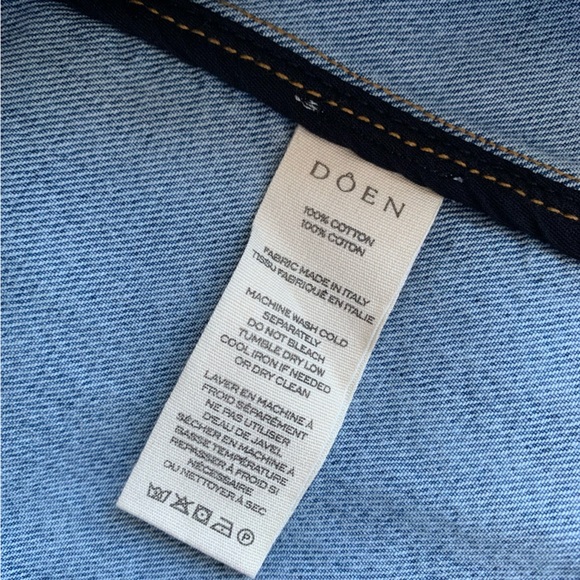 DÔEN
100% COTTON
100% COTON
FABRIC MADE IN ITALY
TISSU FABRIQUÉ EN ITALIE
MACHINE WASH COLD
SEPARATELY
DO NOT BLEACH
TUMBLE DRY LOW
COOL IRON IF NEEDED
OR DRY CLEAN
LAVER EN MACHINE À
FROID SÉPARÉMENT
NE PAS UTILISER
D'EAU DE JAVEL
SÉCHER EN MACHINE À
BASSE TEMPÉRATURE
REPASSER À FROID SI
NÉCESSAIRE
OU NETTOYER À SEC
P